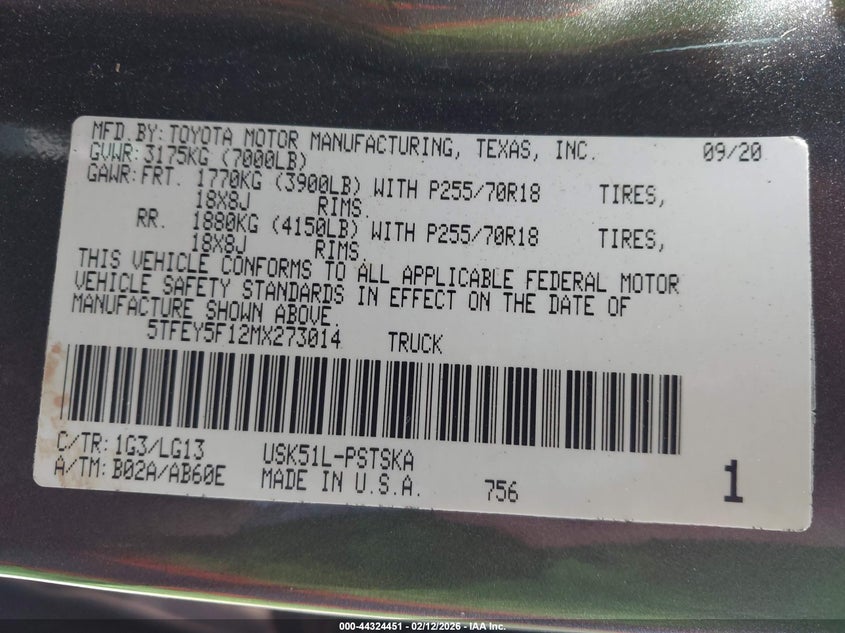 MFD. BY: TOYOTA MOTOR MANUFACTURING, TEXAS, INC. 09/20
GVWR: 3175KG (7000LB)
GAWR: FRT. 1770KG (3900LB) WITH P255/70R18 TIRES,
18X8J RIMS.
RR. 1880KG (4150LB) WITH P255/70R18 TIRES,
18X8J RIMS.
THIS VEHICLE CONFORMS TO ALL APPLICABLE FEDERAL MOTOR
VEHICLE SAFETY STANDARDS IN EFFECT ON THE DATE OF
MANUFACTURE SHOWN ABOVE.
5TFEY5F12MX273014 TRUCK
C/TR: 1G3/LG13 USK51L-PSTSKA
A/TM: B02A/AB60E MADE IN U.S.A. 756 1
000-44324451 - 02/12/2026 - IAA Inc.